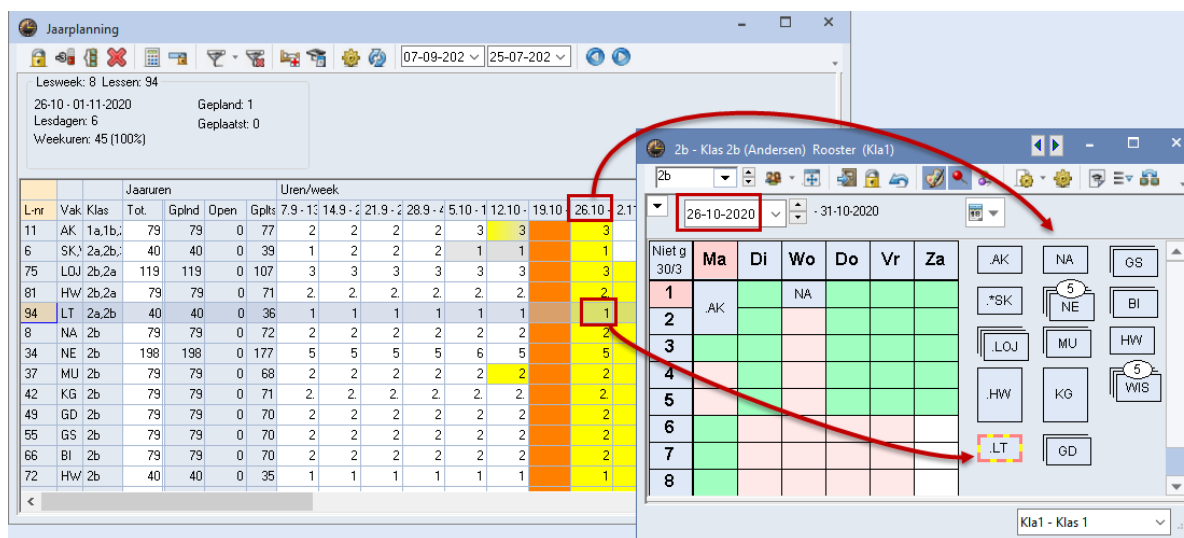 Jaarplanning
07-09-202 25-07-202
Lesweek: 8 Lessen: 94
26-10 - 01-11-2020 Gepland: 1
Lesdagen: 6 Geplaatst: 0
Weekuren: 45 (100%)
Jaaruren Uren/week
L-nr Vak Klas Tot. Gplnd Open Gplts 7.9 - 13 14.9 - 2 21.9 - 2 28.9 - 4 5.10 - 1 12.10 - 19.10 - 26.10 - 2.11
11 AK 1a,1b, 79 79 0 77 2 2 2 2 3 3 3
6 SK, 2a,2b, 40 40 0 39 1 2 2 2 1 1 1
75 LOJ 2b,2a 119 119 0 107 3 3 3 3 3 3 3
81 HW 2b,2a 79 79 0 71 2. 2. 2. 2. 2. 2. 2.
94 LT 2a,2b 40 40 0 36 1 1 1 1 1 1 1
8 NA 2b 79 79 0 72 2 2 2 2 2 2 2
34 NE 2b 198 198 0 177 5 5 5 5 6 5 5
37 MU 2b 79 79 0 68 2 2 2 2 2 2 2
42 KG 2b 79 79 0 71 2. 2. 2. 2. 2. 2. 2.
49 GD 2b 79 79 0 70 2 2 2 2 2 2 2
55 GS 2b 79 79 0 70 2 2 2 2 2 2 2
66 BI 2b 79 79 0 70 2 2 2 2 2 2 2
72 HW 2b 40 40 0 35 1 1 1 1 1 1 1
2b - Klas 2b (Andersen) Rooster (Kla1)
2b
26-10-2020 - 31-10-2020
Niet g
30/3
Ma Di Wo Do Vr Za
1
2
3
4
5
6
7
8
.AK
NA
.AK NA GS
.*SK 5 NE BI
.LOJ MU HW
.HW KG 5 WIS
.LT GD
Kla1 - Klas 1